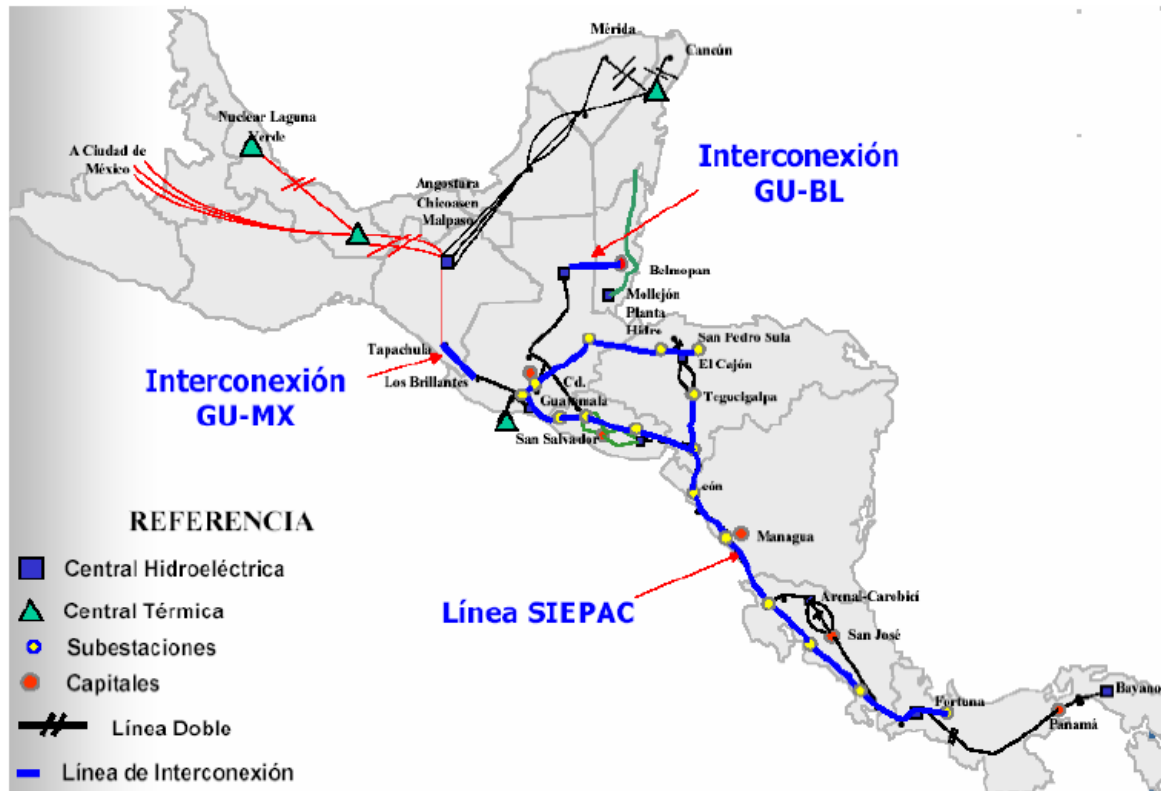 Mérida
Cancún
Nuclear Laguna
Verde
A Ciudad de
México
Interconexión
GU-BL
Angostura
Chicoasen
Malpaso
Belmopan
Mollejón
Planta
Hidro
San Pedro Sula
El Cajón
Tapachula
Los Brillantes
Interconexión
GU-MX
Cd.
Guatemala
Tegucigalpa
San Salvador
eón
REFERENCIA
Managua
Central Hidroeléctrica
Línea SIEPAC
Arenal-Carobicí
Central Térmica
San José
Subestaciones
Capitales
Fortuna
Bayano
Panamá
Línea Doble
Línea de Interconexión